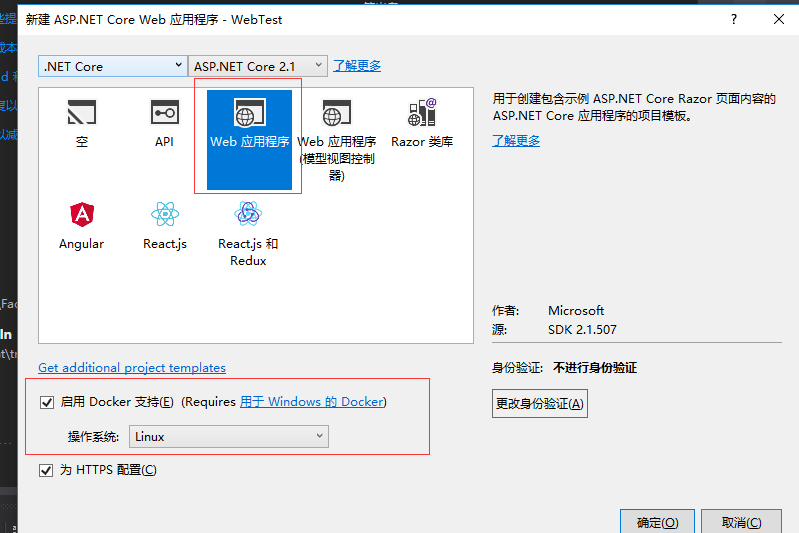 新建 ASP.NET Core Web 应用程序 - WebTest
?
.NET Core
ASP.NET Core 2.1
了解更多
空
API
Web 应用程序
Web 应用程序
(模型视图控制
器)
Razor 类库
Angular
React.js
React.js 和
Redux
用于创建包含示例 ASP.NET Core Razor 页面内容的
ASP.NET Core 应用程序的项目模板。
了解更多
作者: Microsoft
源: SDK 2.1.507
Get additional project templates
身份验证: 不进行身份验证
更改身份验证(A)
启用 Docker 支持(E) (Requires 用于 Windows 的 Docker)
操作系统: Linux
为 HTTPS 配置(C)
确定(O)
取消(C)